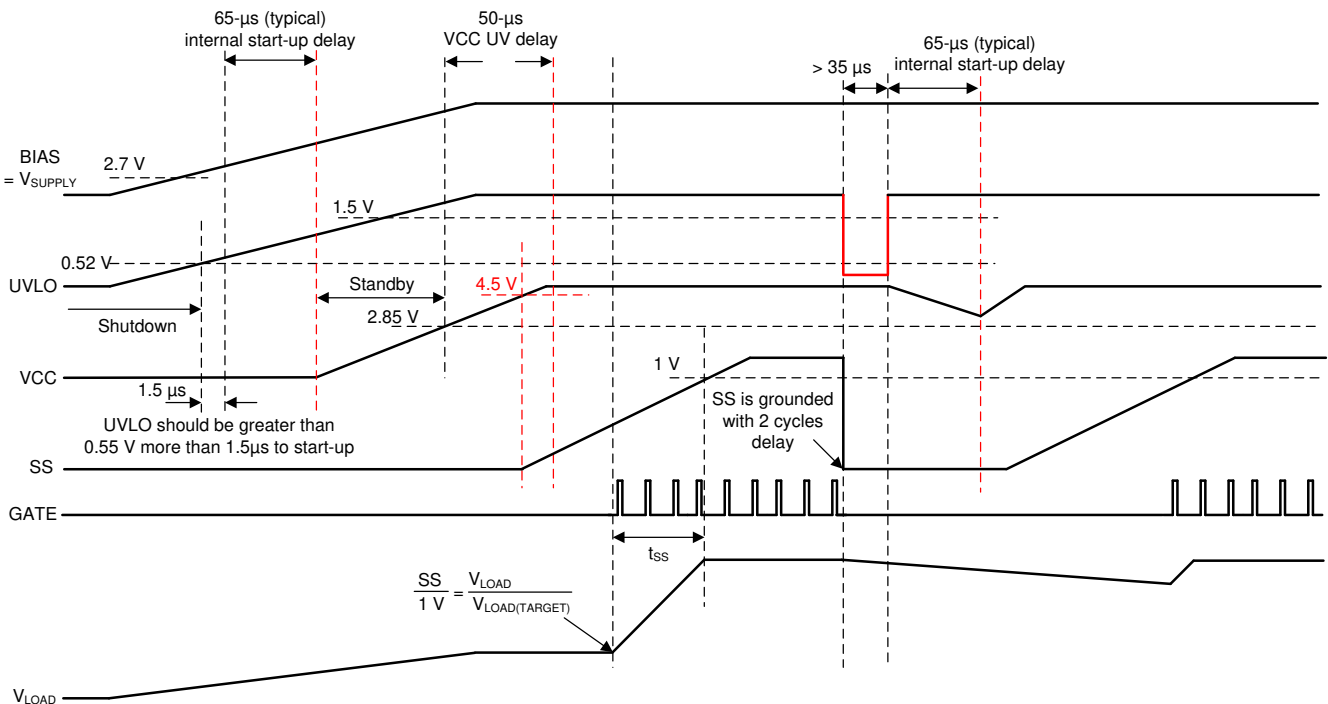 65-µs (typical)
internal start-up delay
50-µs
VCC UV delay
65-µs (typical)
internal start-up delay
> 35 µs
BIAS
= VSUPPLY
2.7 V
1.5 V
0.52 V
UVLO
Shutdown
Standby
4.5 V
2.85 V
VCC
1.5 µs
UVLO should be greater than
0.55 V more than 1.5µs to start-up
1 V
SS is grounded
with 2 cycles
delay
SS
GATE
tSS
SS / 1 V = VLOAD / VLOAD(TARGET)
VLOAD